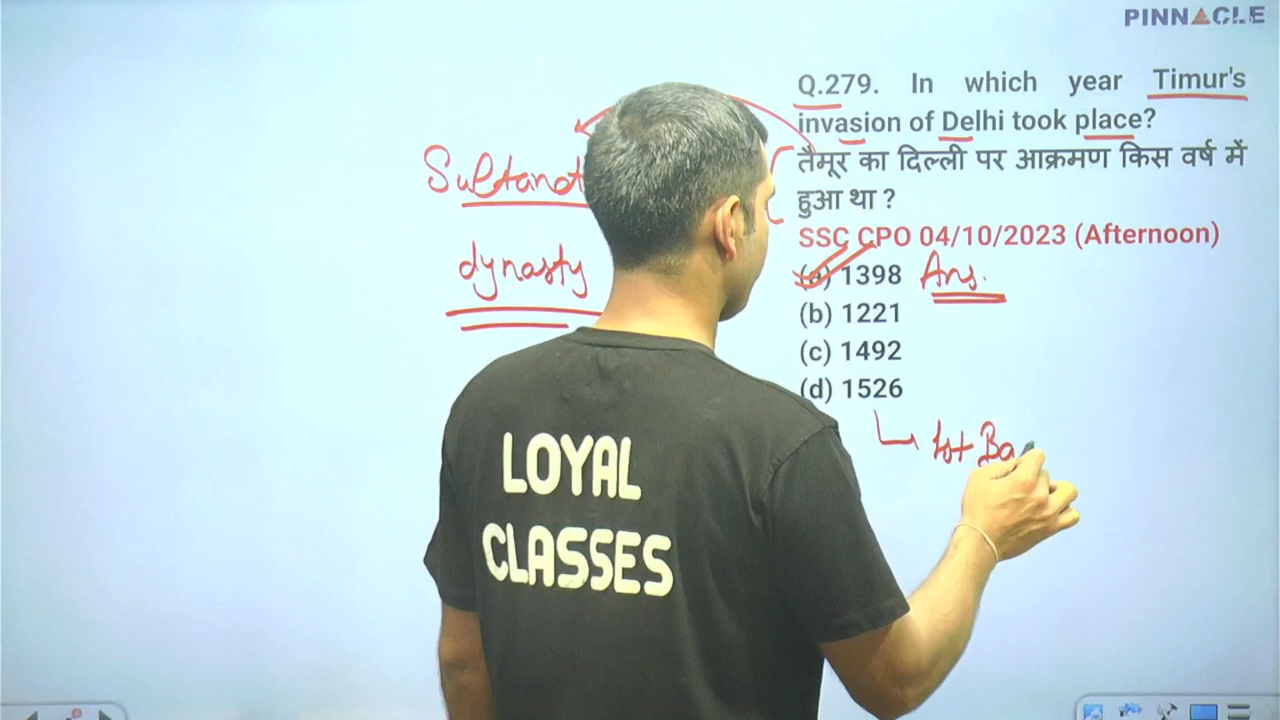 PINNACLE
Q.279. In which year Timur's
invasion of Delhi took place?
तैमूर का दिल्ली पर आक्रमण किस वर्ष में
हुआ था ?
SSC CPO 04/10/2023 (Afternoon)
(a) 1398 Ans.
(b) 1221
(c) 1492
(d) 1526
Sultanat
dynasty
LOYAL
CLASSES